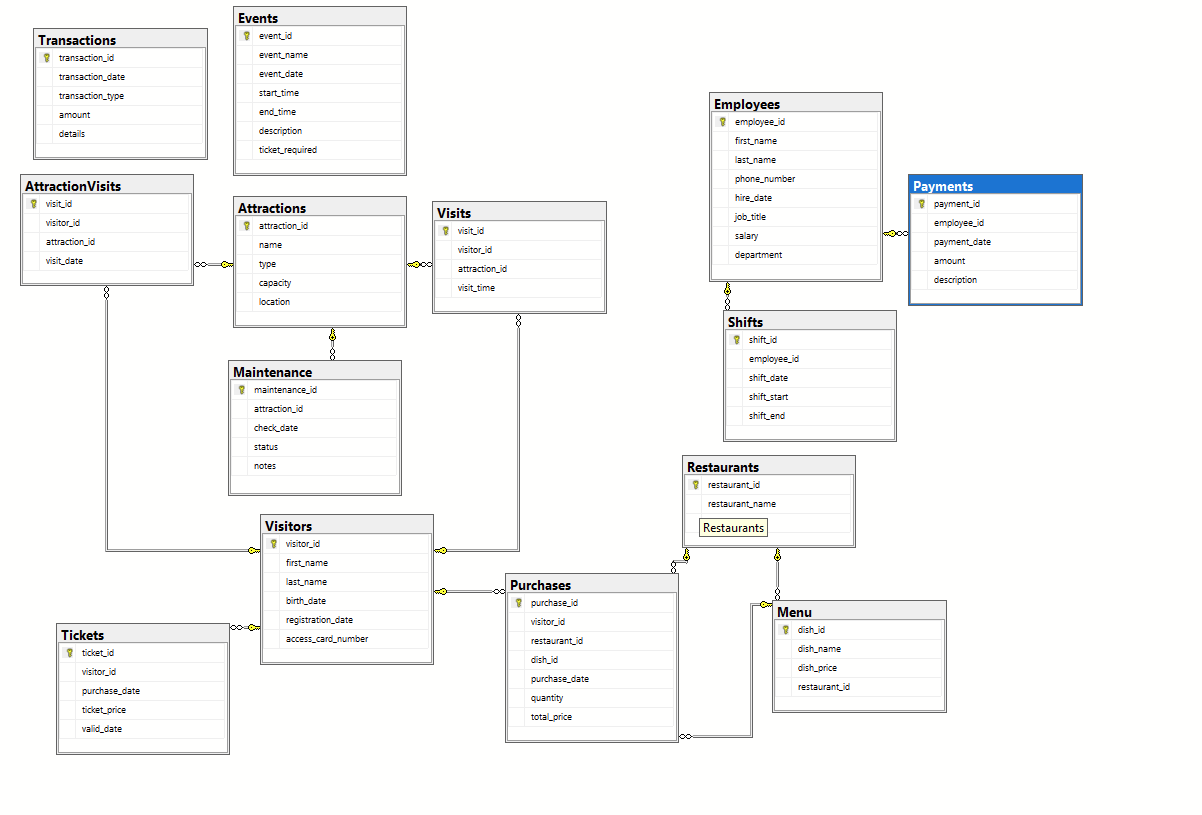 Transactions
transaction_id
transaction_date
transaction_type
amount
details
Events
event_id
event_name
event_date
start_time
end_time
description
ticket_required
Employees
employee_id
first_name
last_name
phone_number
hire_date
job_title
salary
department
Payments
payment_id
employee_id
payment_date
amount
description
AttractionVisits
visit_id
visitor_id
attraction_id
visit_date
Attractions
attraction_id
name
type
capacity
location
Visits
visit_id
visitor_id
attraction_id
visit_time
Shifts
shift_id
employee_id
shift_date
shift_start
shift_end
Maintenance
maintenance_id
attraction_id
check_date
status
notes
Restaurants
restaurant_id
restaurant_name
Restaurants
Visitors
visitor_id
first_name
last_name
birth_date
registration_date
access_card_number
Purchases
purchase_id
visitor_id
restaurant_id
dish_id
purchase_date
quantity
total_price
Menu
dish_id
dish_name
dish_price
restaurant_id
Tickets
ticket_id
visitor_id
purchase_date
ticket_price
valid_date